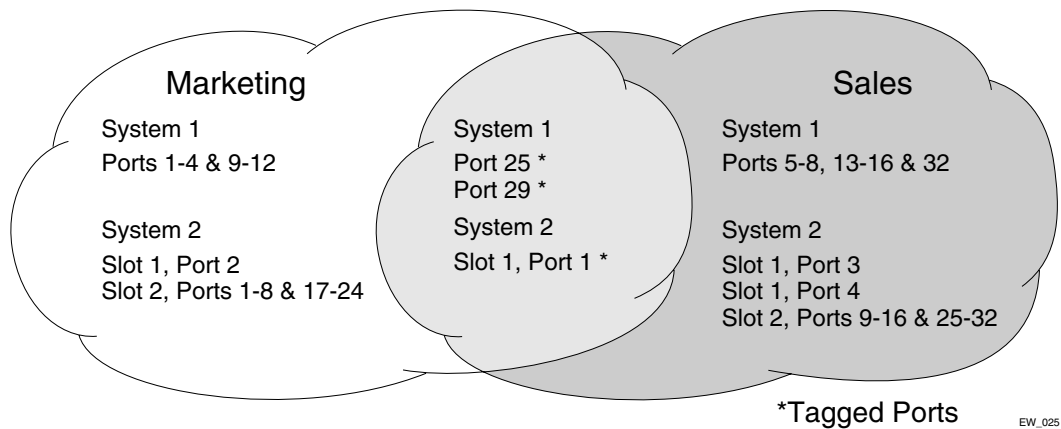 Marketing
System 1
Ports 1-4 & 9-12
System 2
Slot 1, Port 2
Slot 2, Ports 1-8 & 17-24
System 1
Port 25 *
Port 29 *
System 2
Slot 1, Port 1 *
Sales
System 1
Ports 5-8, 13-16 & 32
System 2
Slot 1, Port 3
Slot 1, Port 4
Slot 2, Ports 9-16 & 25-32
*Tagged Ports
EW_025